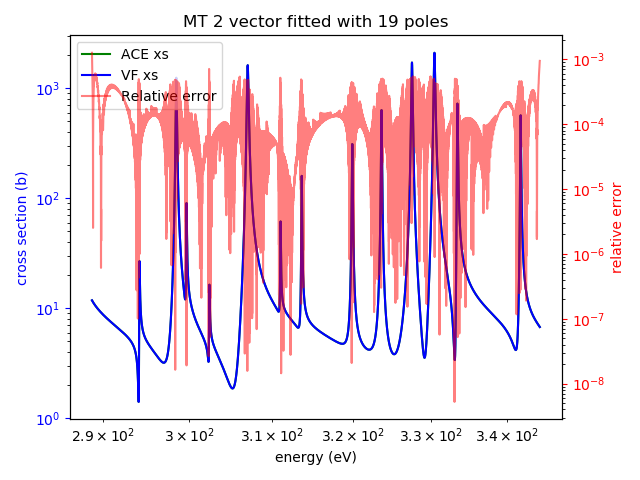 MT 2 vector fitted with 19 poles
ACE xs
VF xs
Relative error
cross section (b)
10³
10²
10¹
10⁰
10⁻³
10⁻⁴
10⁻⁵
10⁻⁶
10⁻⁷
10⁻⁸
relative error
2.9 × 10² 3 × 10² 3.1 × 10² 3.2 × 10² 3.3 × 10² 3.4 × 10²
energy (eV)